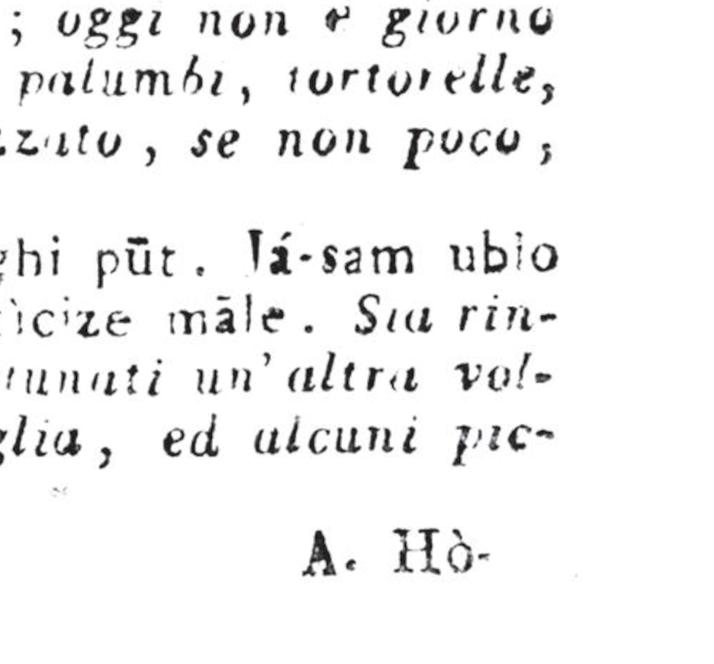 ; oggi non è giorno
palumbi, tortorelle,
zzato, se non poco,
ghi pūt. Já-sam ubio
icize māle. Sia rin-
tunati un' altra vol-
glia, ed alcuni pic-
A. Hò-